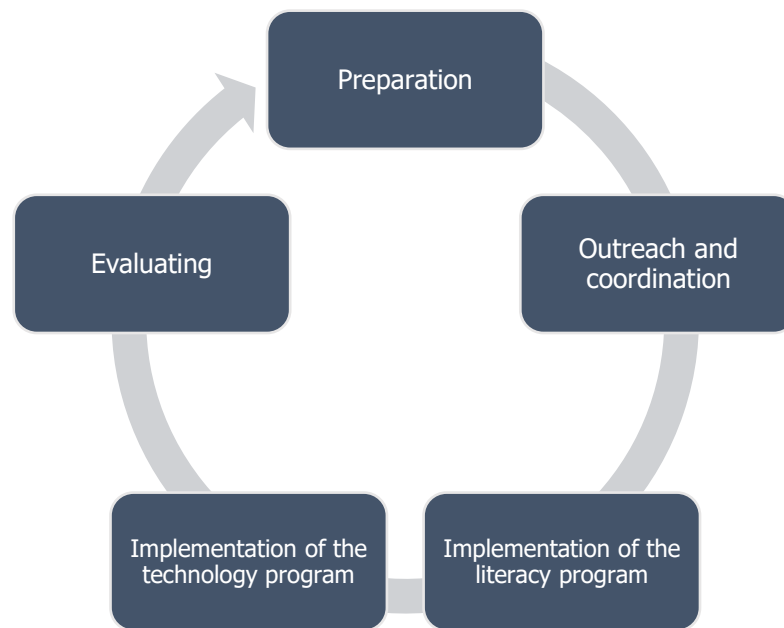 Preparation
Outreach and
coordination
Implementation of the
literacy program
Implementation of the
technology program
Evaluating